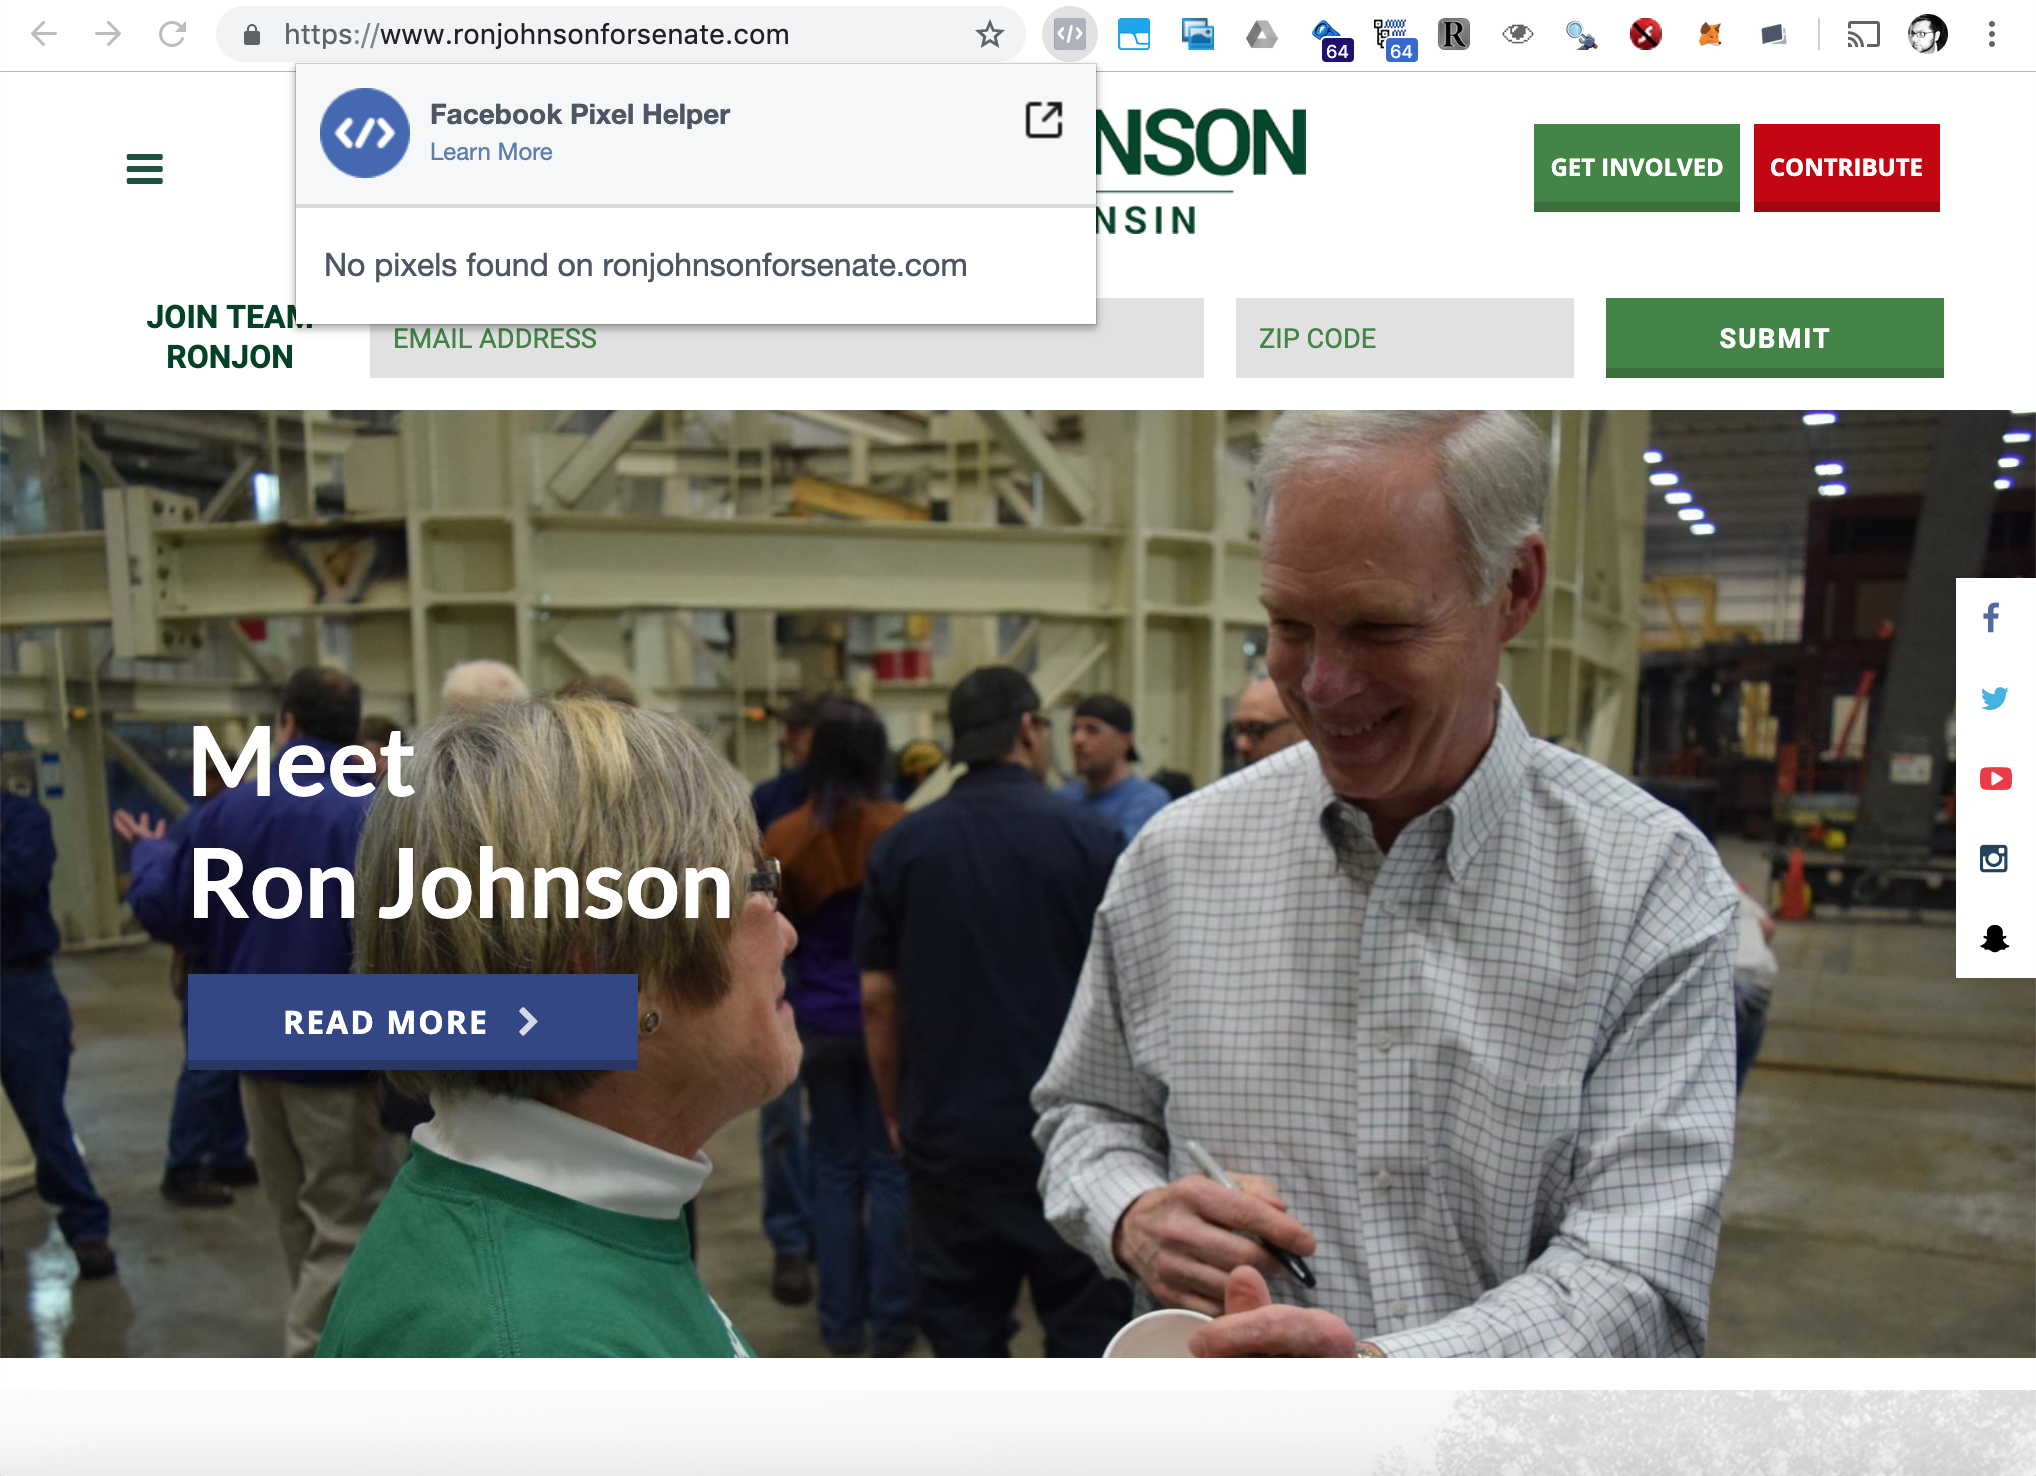 https://www.ronjohnsonforsenate.com
64
64
R
Facebook Pixel Helper
Learn More
No pixels found on ronjohnsonforsenate.com
NSON
NSIN
GET INVOLVED
CONTRIBUTE
JOIN TEAM
RONJON
EMAIL ADDRESS
ZIP CODE
SUBMIT
Meet
Ron Johnson
READ MORE